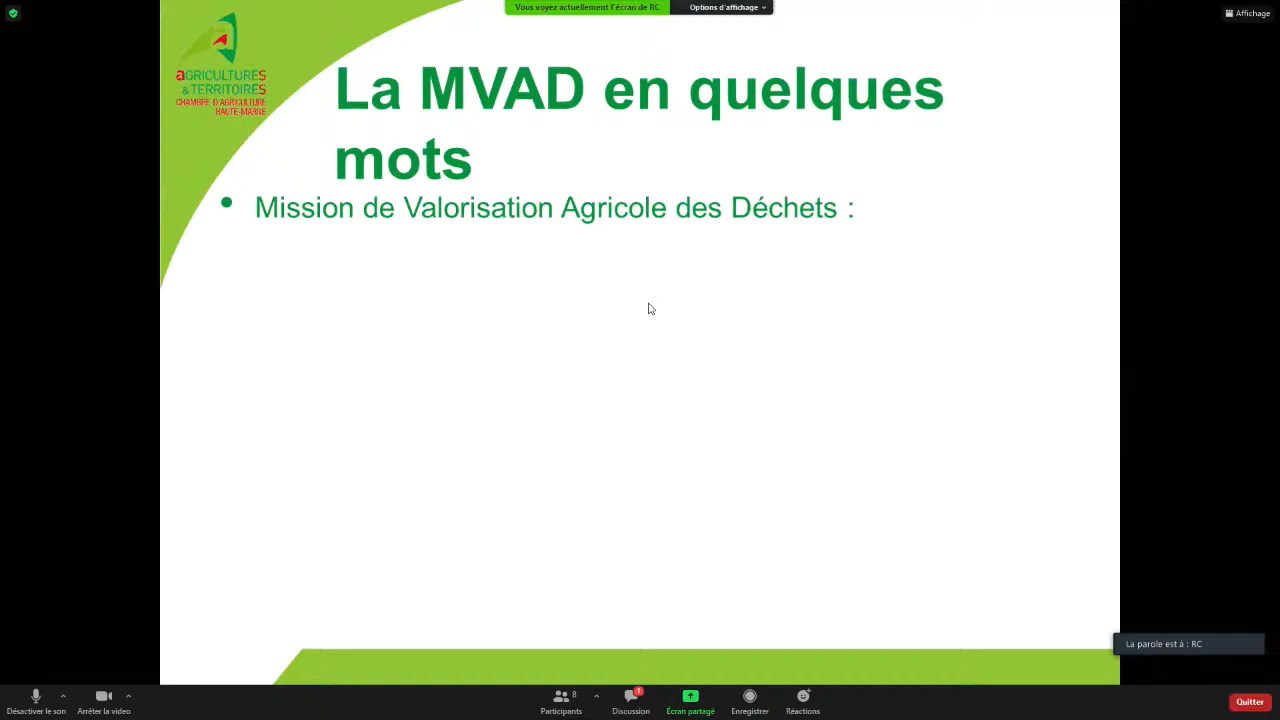 Vous voyez actuellement l'écran de RC
Options d'affichage
Affichage
aGRICULTURES
& TERRITOIRES
CHAMBRE D'AGRICULTURE
HAUTE-MARNE
La MVAD en quelques
mots
• Mission de Valorisation Agricole des Déchets :
La parole est à : RC
Désactiver le son
Arrêter la video
Participants
8
Discussion
1
Écran partagé
Enregistrer
Réactions
Quitter